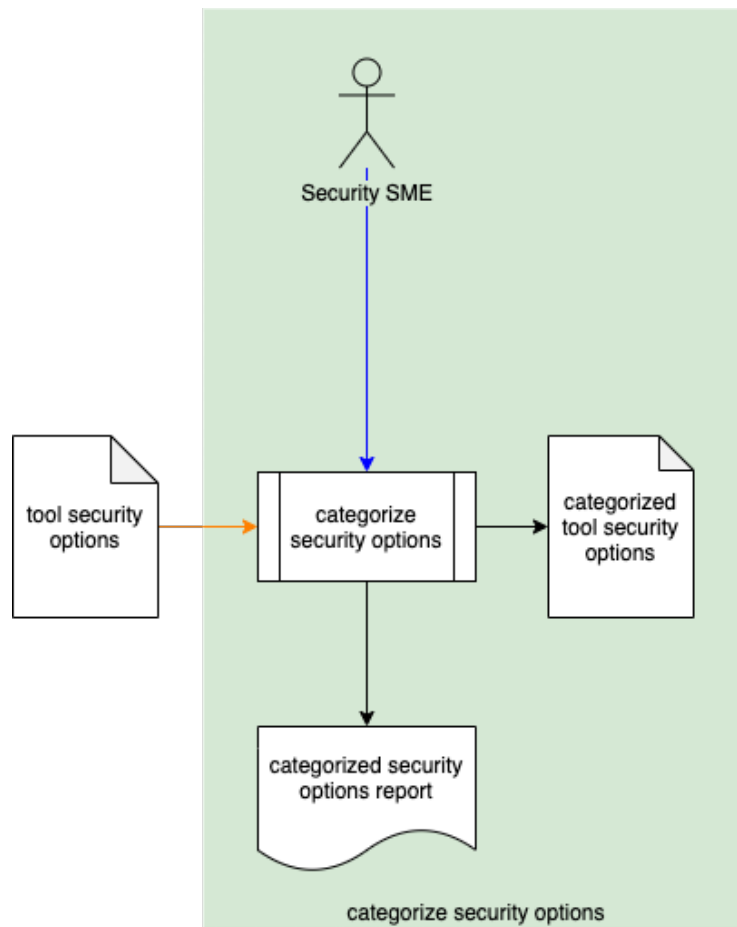 Security SME
tool security
options
categorize
security options
categorized
tool security
options
categorized security
options report
categorize security options